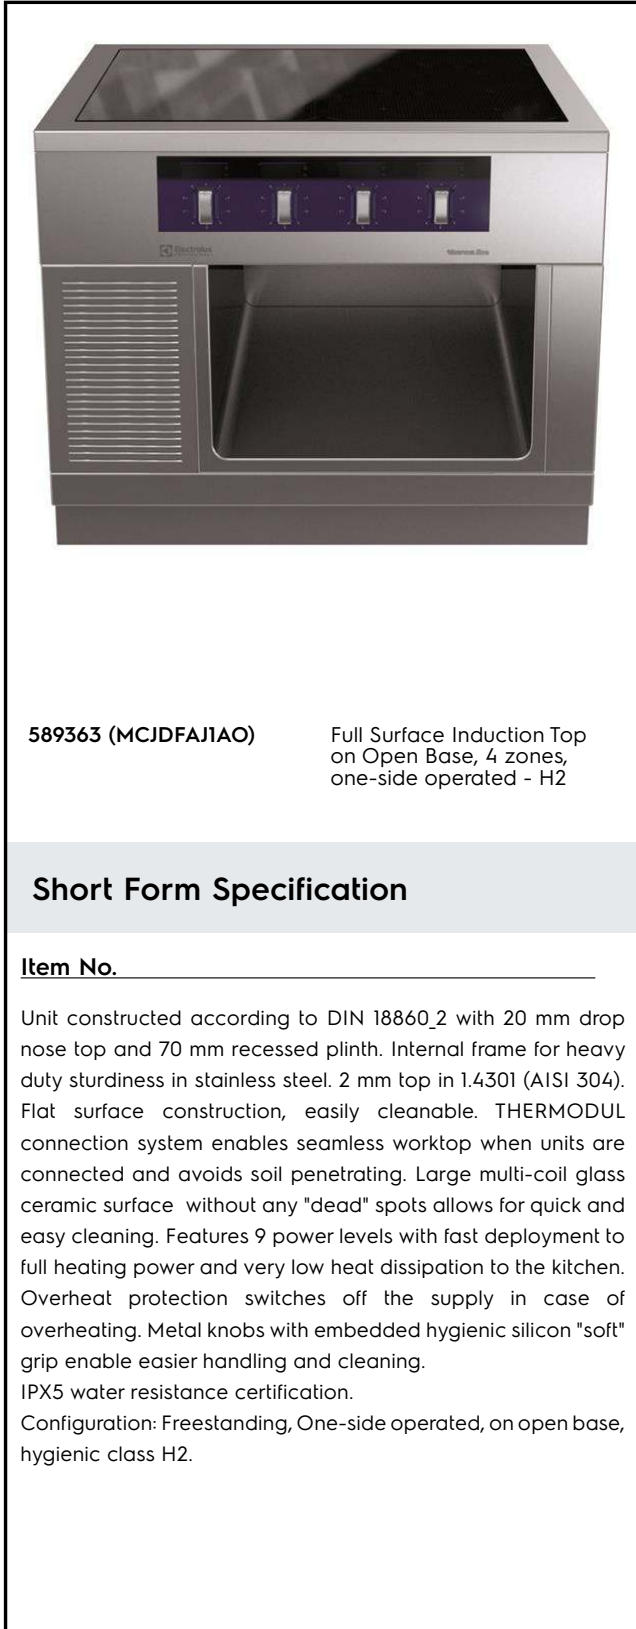 Electrolux
589363 (MCJDFAJ1AO)
Full Surface Induction Top
on Open Base, 4 zones,
one-side operated - H2
Short Form Specification
Item No.
Unit constructed according to DIN 18860_2 with 20 mm drop
nose top and 70 mm recessed plinth. Internal frame for heavy
duty sturdiness in stainless steel. 2 mm top in 1.4301 (AISI 304).
Flat surface construction, easily cleanable. THERMODUL
connection system enables seamless worktop when units are
connected and avoids soil penetrating. Large multi-coil glass
ceramic surface without any "dead" spots allows for quick and
easy cleaning. Features 9 power levels with fast deployment to
full heating power and very low heat dissipation to the kitchen.
Overheat protection switches off the supply in case of
overheating. Metal knobs with embedded hygienic silicon "soft"
grip enable easier handling and cleaning.
IPX5 water resistance certification.
Configuration: Freestanding, One-side operated, on open base,
hygienic class H2.